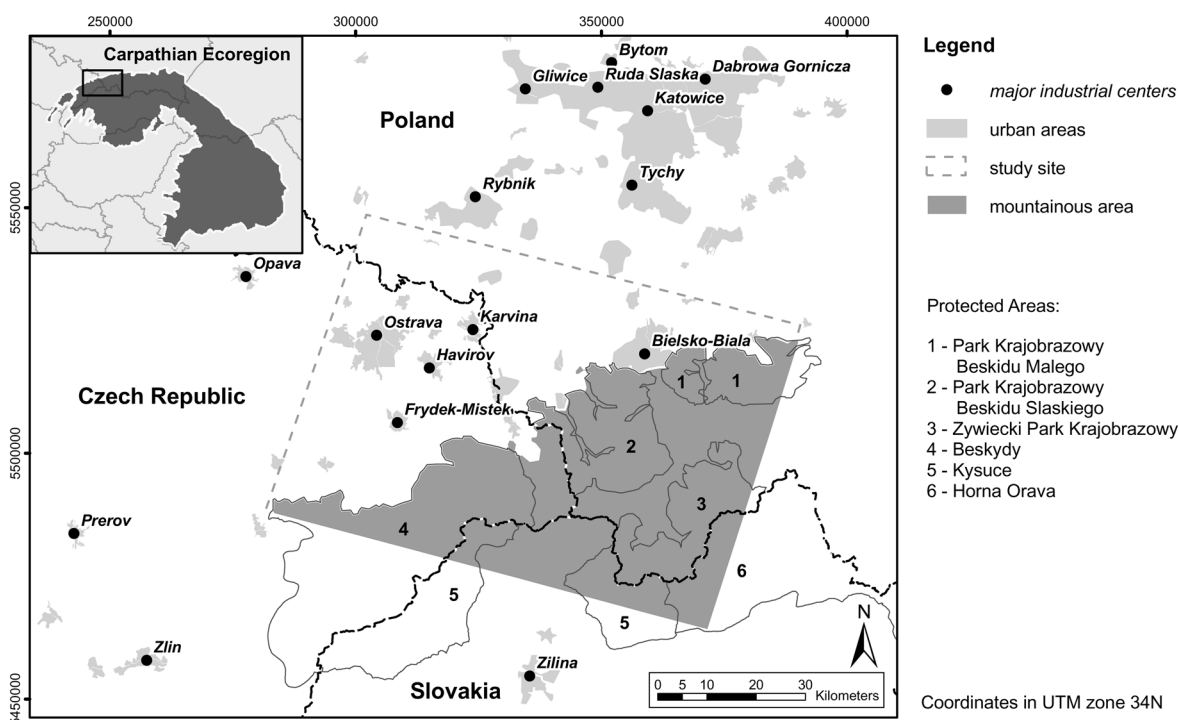 250000
300000
350000
400000
Carpathian Ecoregion
Bytom
Gliwice
Ruda Slaska
Dabrowa Gornicza
Katowice
Poland
Tychy
Rybnik
5550000
Opava
Ostrava
Karvina
Havirov
Bielsko-Biala
1
1
Czech Republic
Frydek-Mistek
2
5500000
3
Prerov
4
6
5
5
N
Zlin
Zilina
Slovakia
0 5 10 20 30
Kilometers
5450000
Legend
major industrial centers
urban areas
study site
mountainous area
Protected Areas:
1 - Park Krajobrazowy
Beskidu Malego
2 - Park Krajobrazowy
Beskidu Slaskiego
3 - Zywiecki Park Krajobrazowy
4 - Beskydy
5 - Kysuce
6 - Horna Orava
Coordinates in UTM zone 34N